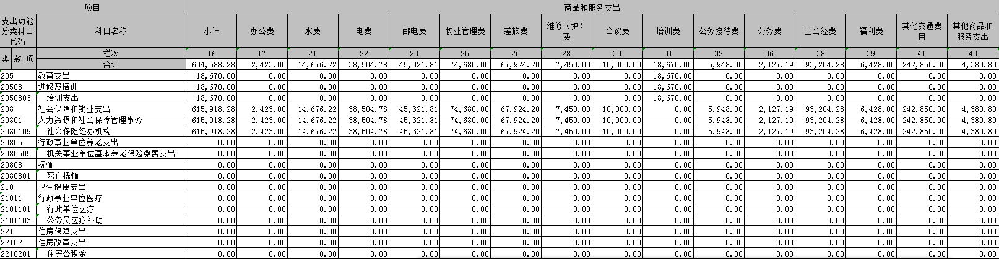 项目 商品和服务支出
支出功能分类科目代码 科目名称 小计 办公费 水费 电费 邮电费 物业管理费 差旅费 维修（护）费 会议费 培训费 公务接待费 劳务费 工会经费 福利费 其他交通费用 其他商品和服务支出
类 款 项 栏次 16 17 21 22 23 25 26 28 30 31 32 36 38 39 41 43
合计 634,588.28 2,423.00 14,676.22 38,504.78 45,321.81 74,680.00 67,924.20 7,450.00 10,000.00 18,670.00 5,948.00 2,127.19 93,204.28 6,428.00 242,850.00 4,380.80
205 教育支出 18,670.00 0.00 0.00 0.00 0.00 0.00 0.00 0.00 0.00 18,670.00 0.00 0.00 0.00 0.00 0.00 0.00
20508 进修及培训 18,670.00 0.00 0.00 0.00 0.00 0.00 0.00 0.00 0.00 18,670.00 0.00 0.00 0.00 0.00 0.00 0.00
2050803 培训支出 18,670.00 0.00 0.00 0.00 0.00 0.00 0.00 0.00 0.00 18,670.00 0.00 0.00 0.00 0.00 0.00 0.00
208 社会保障和就业支出 615,918.28 2,423.00 14,676.22 38,504.78 45,321.81 74,680.00 67,924.20 7,450.00 10,000.00 0.00 5,948.00 2,127.19 93,204.28 6,428.00 242,850.00 4,380.80
20801 人力资源和社会保障管理事务 615,918.28 2,423.00 14,676.22 38,504.78 45,321.81 74,680.00 67,924.20 7,450.00 10,000.00 0.00 5,948.00 2,127.19 93,204.28 6,428.00 242,850.00 4,380.80
2080109 社会保险经办机构 615,918.28 2,423.00 14,676.22 38,504.78 45,321.81 74,680.00 67,924.20 7,450.00 10,000.00 0.00 5,948.00 2,127.19 93,204.28 6,428.00 242,850.00 4,380.80
20805 行政事业单位养老支出 0.00 0.00 0.00 0.00 0.00 0.00 0.00 0.00 0.00 0.00 0.00 0.00 0.00 0.00 0.00 0.00
2080505 机关事业单位基本养老保险缴费支出 0.00 0.00 0.00 0.00 0.00 0.00 0.00 0.00 0.00 0.00 0.00 0.00 0.00 0.00 0.00 0.00
20808 抚恤 0.00 0.00 0.00 0.00 0.00 0.00 0.00 0.00 0.00 0.00 0.00 0.00 0.00 0.00 0.00 0.00
2080801 死亡抚恤 0.00 0.00 0.00 0.00 0.00 0.00 0.00 0.00 0.00 0.00 0.00 0.00 0.00 0.00 0.00 0.00
210 卫生健康支出 0.00 0.00 0.00 0.00 0.00 0.00 0.00 0.00 0.00 0.00 0.00 0.00 0.00 0.00 0.00 0.00
21011 行政事业单位医疗 0.00 0.00 0.00 0.00 0.00 0.00 0.00 0.00 0.00 0.00 0.00 0.00 0.00 0.00 0.00 0.00
2101101 行政单位医疗 0.00 0.00 0.00 0.00 0.00 0.00 0.00 0.00 0.00 0.00 0.00 0.00 0.00 0.00 0.00 0.00
2101103 公务员医疗补助 0.00 0.00 0.00 0.00 0.00 0.00 0.00 0.00 0.00 0.00 0.00 0.00 0.00 0.00 0.00 0.00
221 住房保障支出 0.00 0.00 0.00 0.00 0.00 0.00 0.00 0.00 0.00 0.00 0.00 0.00 0.00 0.00 0.00 0.00
22102 住房改革支出 0.00 0.00 0.00 0.00 0.00 0.00 0.00 0.00 0.00 0.00 0.00 0.00 0.00 0.00 0.00 0.00
2210201 住房公积金 0.00 0.00 0.00 0.00 0.00 0.00 0.00 0.00 0.00 0.00 0.00 0.00 0.00 0.00 0.00 0.00